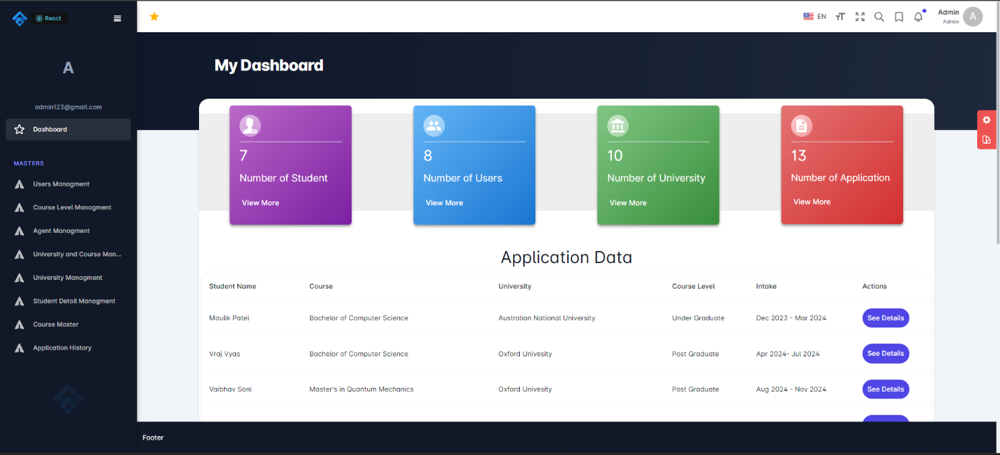 React
EN
Admin
Admin
A
A
admin123@gmail.com
Dashboard
MASTERS
Users Managment
Course Level Managment
Agent Managment
University and Course Man...
University Managment
Student Detail Managment
Course Master
Application History
My Dashboard
7
Number of Student
View More
8
Number of Users
View More
10
Number of University
View More
13
Number of Application
View More
Application Data
Student Name Course University Course Level Intake Actions
Maulik Patel Bachelor of Computer Science Australian National University Under Graduate Dec 2023 - Mar 2024 See Details
Vraj Vyas Bachelor of Computer Science Oxford Univesity Post Graduate Apr 2024- Jul 2024 See Details
Vaibhav Soni Master's in Quantum Mechanics Oxford Univesity Post Graduate Aug 2024 - Nov 2024 See Details
Footer